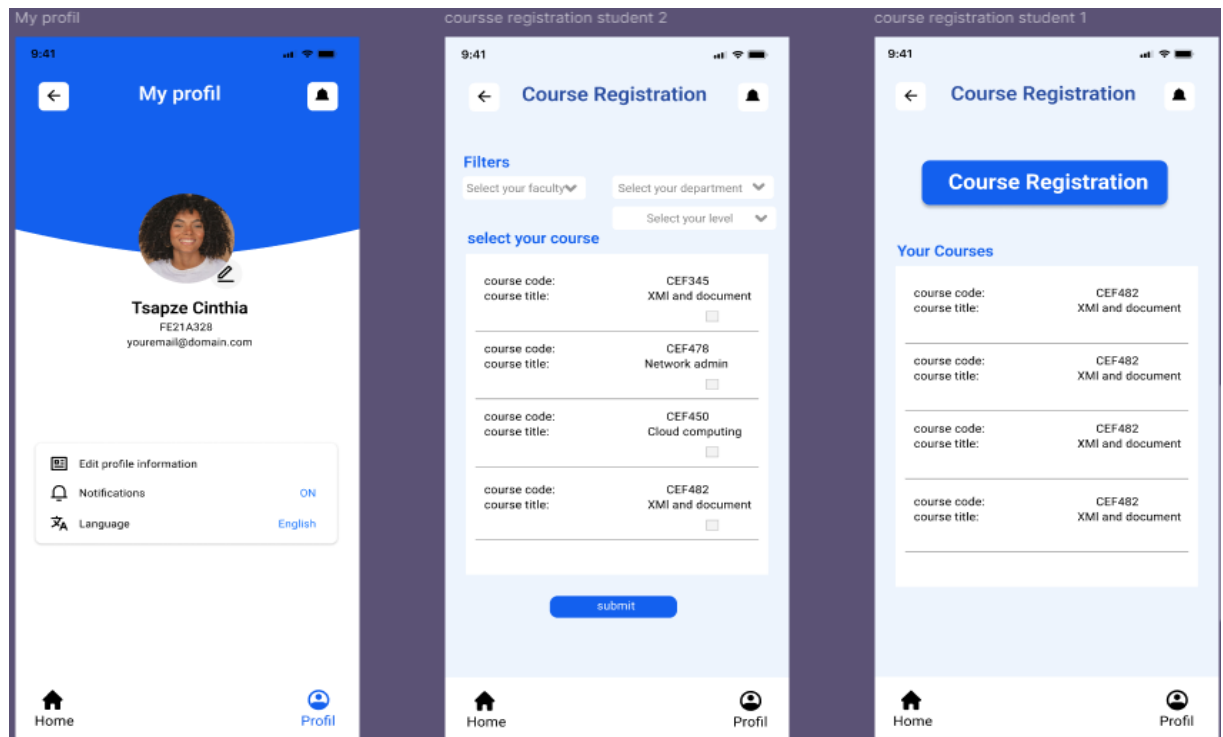 My profil
9:41
My profil
Tsapze Cinthia
FE21A328
youremail@domain.com
Edit profile information
Notifications ON
Language English
Home Profil
coursse registration student 2
9:41
Course Registration
Filters
Select your faculty Select your department
Select your level
select your course
course code: CEF345
course title: XMl and document
course code: CEF478
course title: Network admin
course code: CEF450
course title: Cloud computing
course code: CEF482
course title: XMl and document
submit
Home Profil
course registration student 1
9:41
Course Registration
Course Registration
Your Courses
course code: CEF482
course title: XMl and document
course code: CEF482
course title: XMl and document
course code: CEF482
course title: XMl and document
course code: CEF482
course title: XMl and document
Home Profil